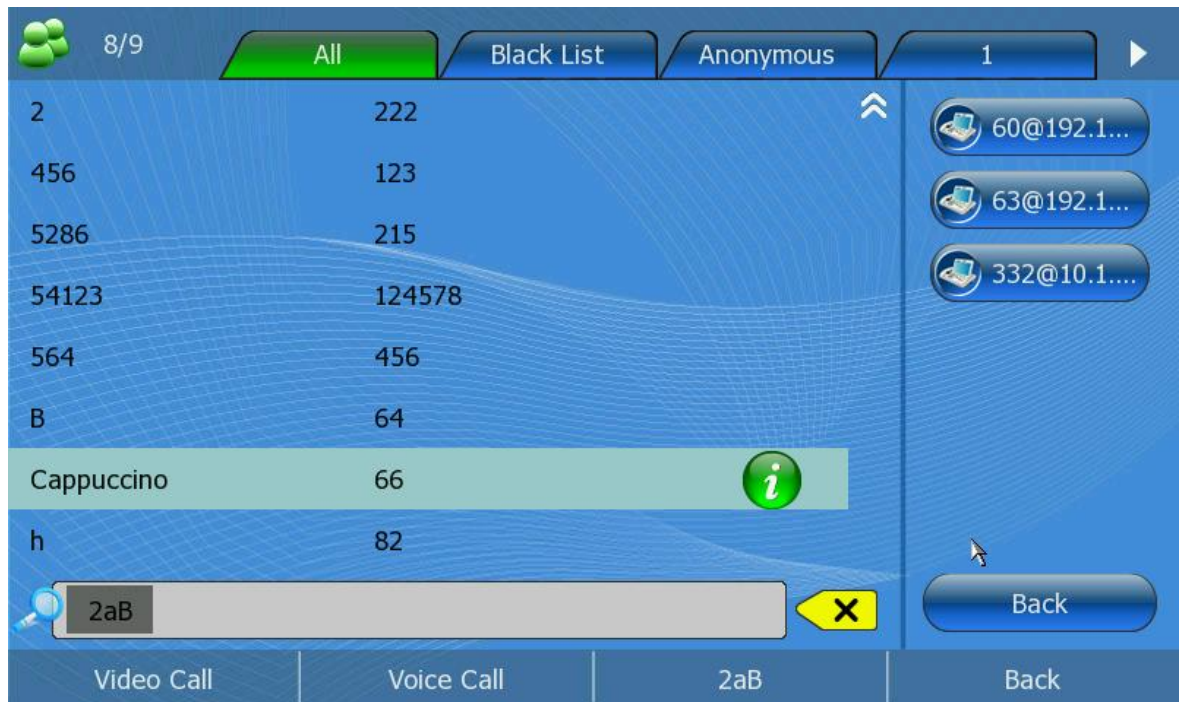 8/9 All Black List Anonymous 1
2 222
456 123
5286 215
54123 124578
564 456
B 64
Cappuccino 66
i
h 82
2aB
60@192.1...
63@192.1...
332@10.1....
Back
Video Call Voice Call 2aB Back